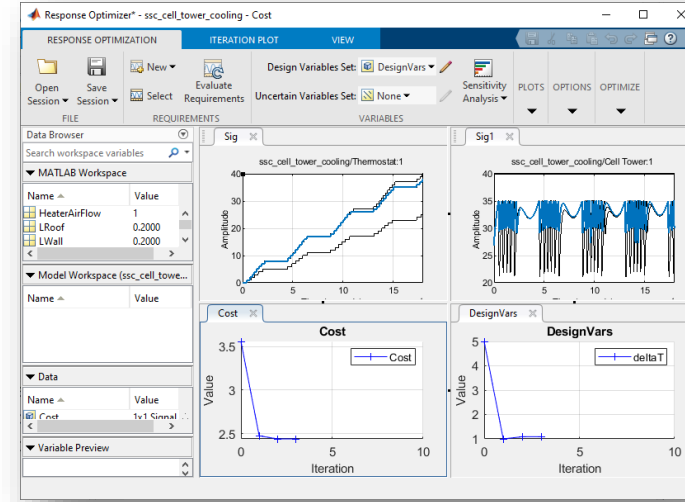 Response Optimizer* - ssc_cell_tower_cooling - Cost
RESPONSE OPTIMIZATION ITERATION PLOT VIEW
Open Session Save Session
FILE
New
Select
Evaluate Requirements
REQUIREMENTS
Design Variables Set: DesignVars
Uncertain Variables Set: None
Sensitivity Analysis
VARIABLES
PLOTS OPTIONS OPTIMIZE
Data Browser
Search workspace variables
MATLAB Workspace
Name Value
HeaterAirFlow 1
LRoof 0.2000
LWall 0.2000
Model Workspace (ssc_cell_towe...
Name Value
Data
Name Value
Cost 1x1 Signal
Variable Preview
Sig
ssc_cell_tower_cooling/Thermostat:1
Amplitude
40
30
20
10
0
0 5 10 15
Sig1
ssc_cell_tower_cooling/Cell Tower:1
Amplitude
40
35
30
25
20
0 5 10 15
Cost
Cost
Cost
Value
3.5
3
2.5
0 5 10
Iteration
DesignVars
DesignVars
deltaT
Value
5
4
3
2
1
0 5 10
Iteration